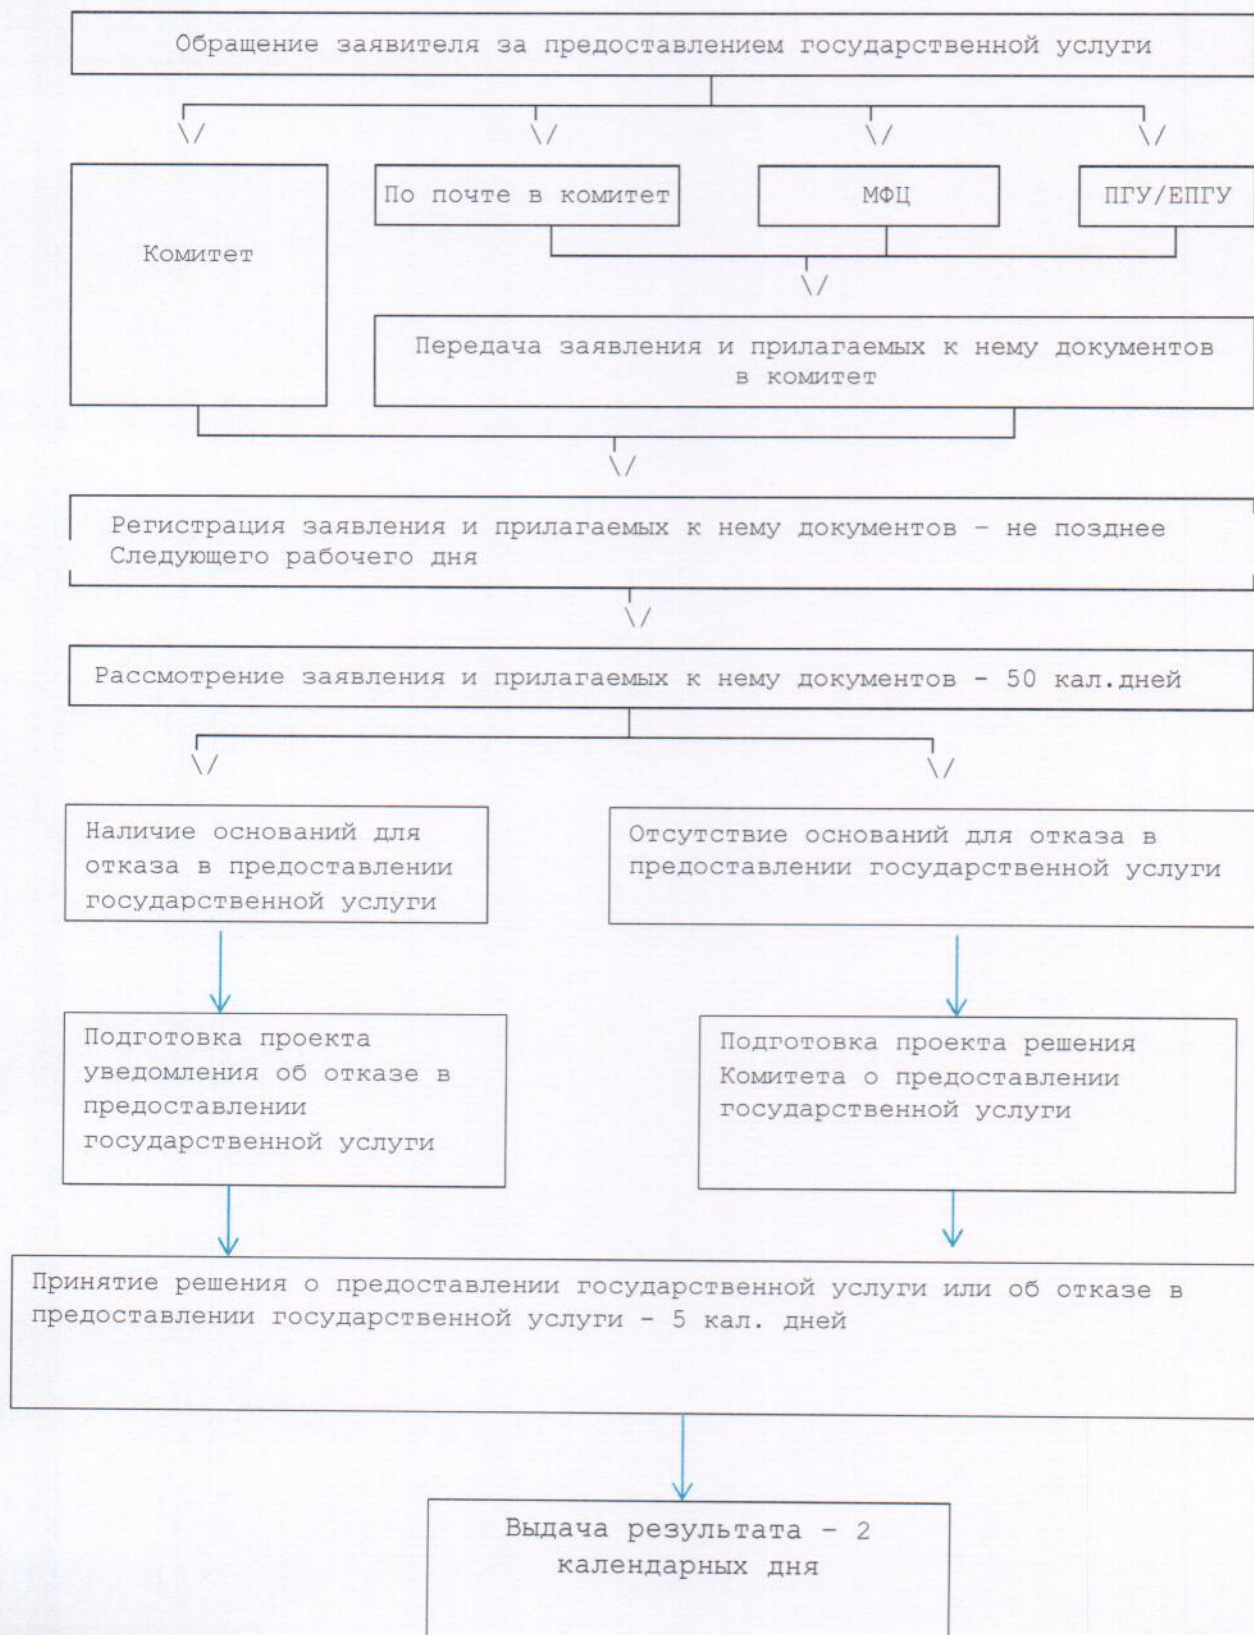 Обращение заявителя за предоставлением государственной услуги
\/ \/ \/ \/
Комитет
По почте в комитет
МФЦ
ПГУ/ЕПГУ
\/
Передача заявления и прилагаемых к нему документов
в комитет
\/
Регистрация заявления и прилагаемых к нему документов – не позднее
Следующего рабочего дня
\/
Рассмотрение заявления и прилагаемых к нему документов - 50 кал.дней
\/ \/
Наличие оснований для
отказа в предоставлении
государственной услуги
Отсутствие оснований для отказа в
предоставлении государственной услуги
Подготовка проекта
уведомления об отказе в
предоставлении
государственной услуги
Подготовка проекта решения
Комитета о предоставлении
государственной услуги
Принятие решения о предоставлении государственной услуги или об отказе в
предоставлении государственной услуги - 5 кал. дней
Выдача результата – 2
календарных дня